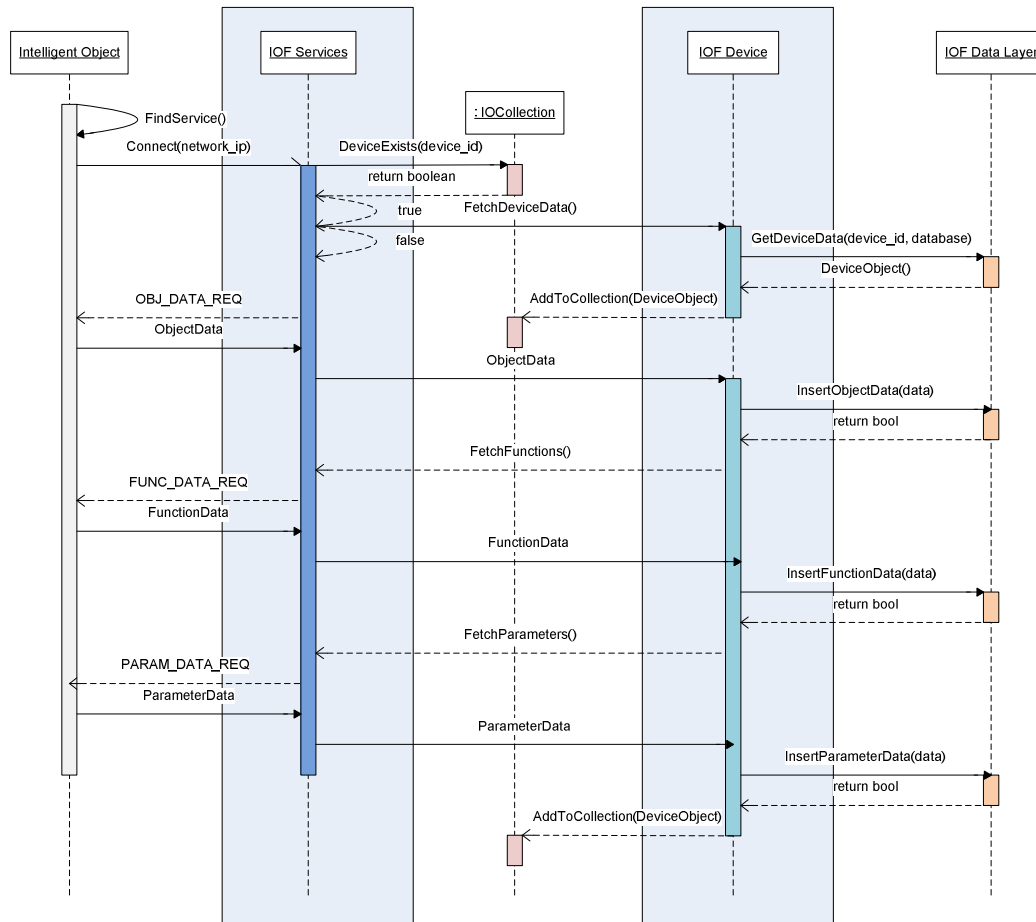 Intelligent Object
IOF Services
IOF Device
IOF Data Layer
: IOCollection
FindService()
Connect(network_ip)
DeviceExists(device_id)
return boolean
true
FetchDeviceData()
false
GetDeviceData(device_id, database)
DeviceObject()
OBJ_DATA_REQ
AddToCollection(DeviceObject)
ObjectData
ObjectData
InsertObjectData(data)
return bool
FetchFunctions()
FUNC_DATA_REQ
FunctionData
FunctionData
InsertFunctionData(data)
return bool
FetchParameters()
PARAM_DATA_REQ
ParameterData
ParameterData
InsertParameterData(data)
return bool
AddToCollection(DeviceObject)